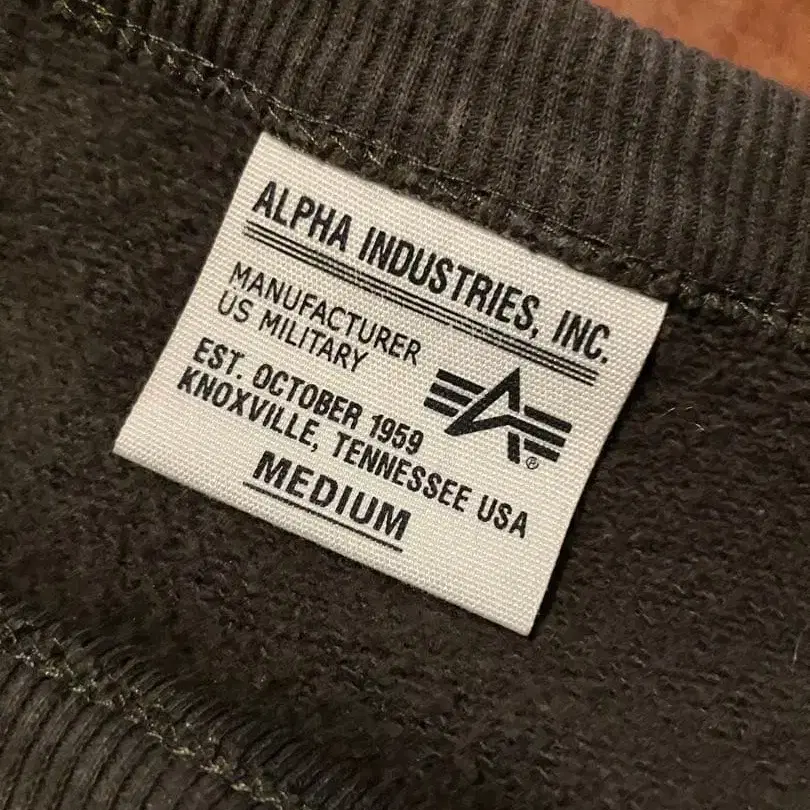 ALPHA INDUSTRIES, INC.
MANUFACTURER
US MILITARY
EST. OCTOBER 1959
KNOXVILLE, TENNESSEE USA
MEDIUM
®